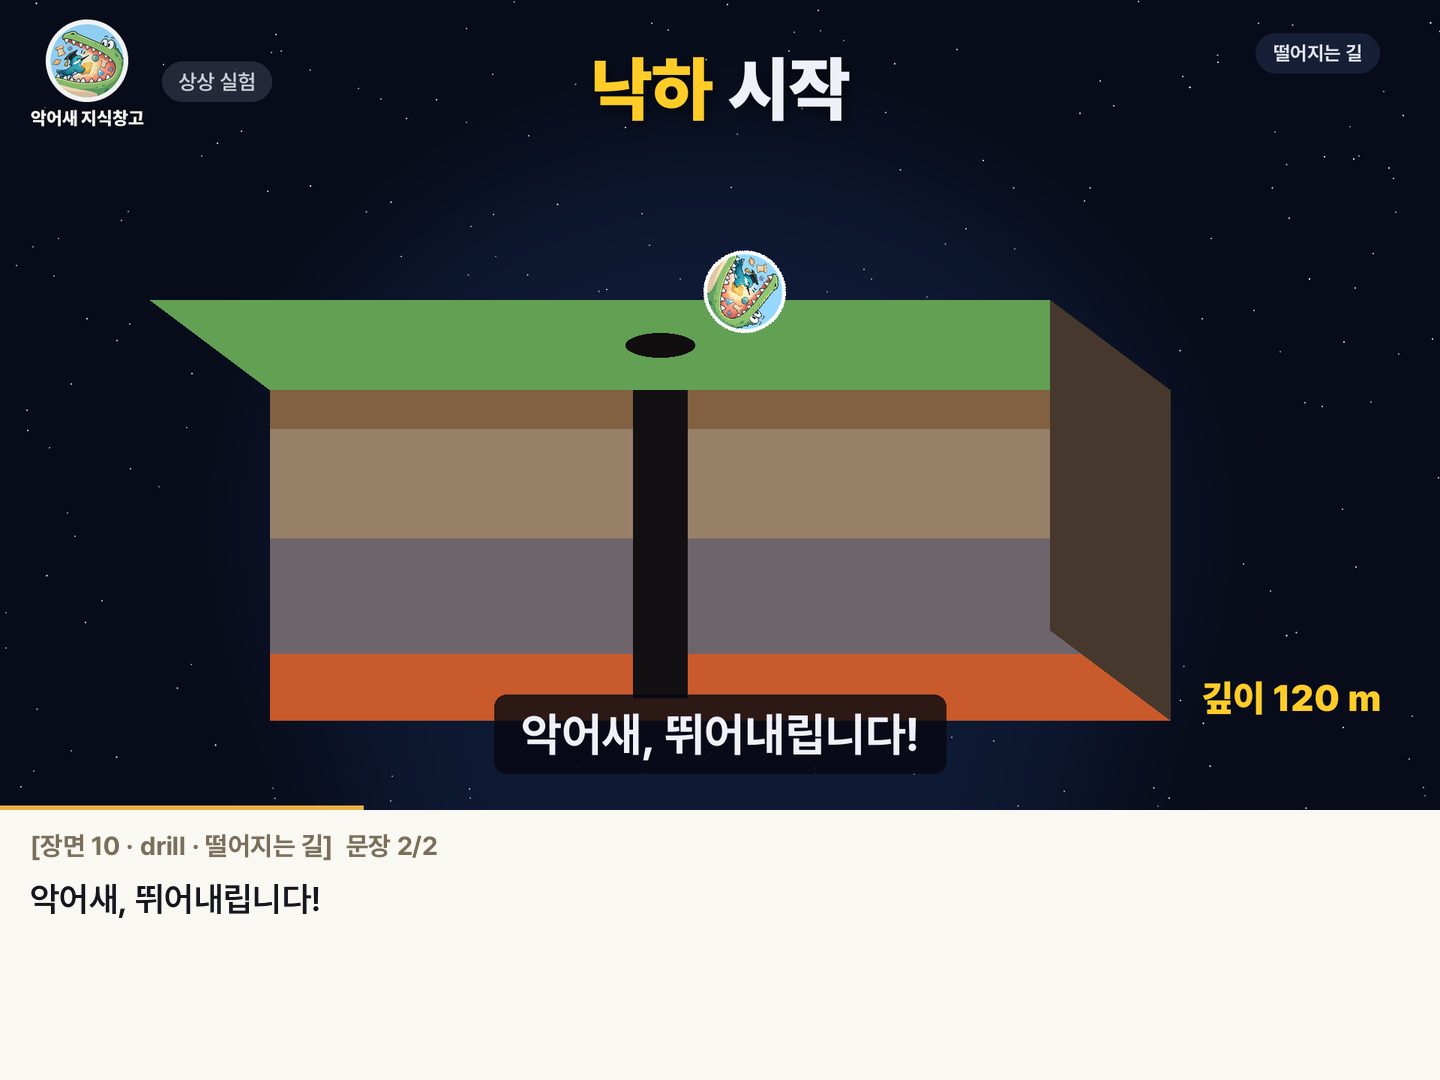 악어새 지식창고
상상 실험
낙하 시작
떨어지는 길
깊이 120 m
악어새, 뛰어내립니다!
[장면 10 · drill · 떨어지는 길] 문장 2/2
악어새, 뛰어내립니다!